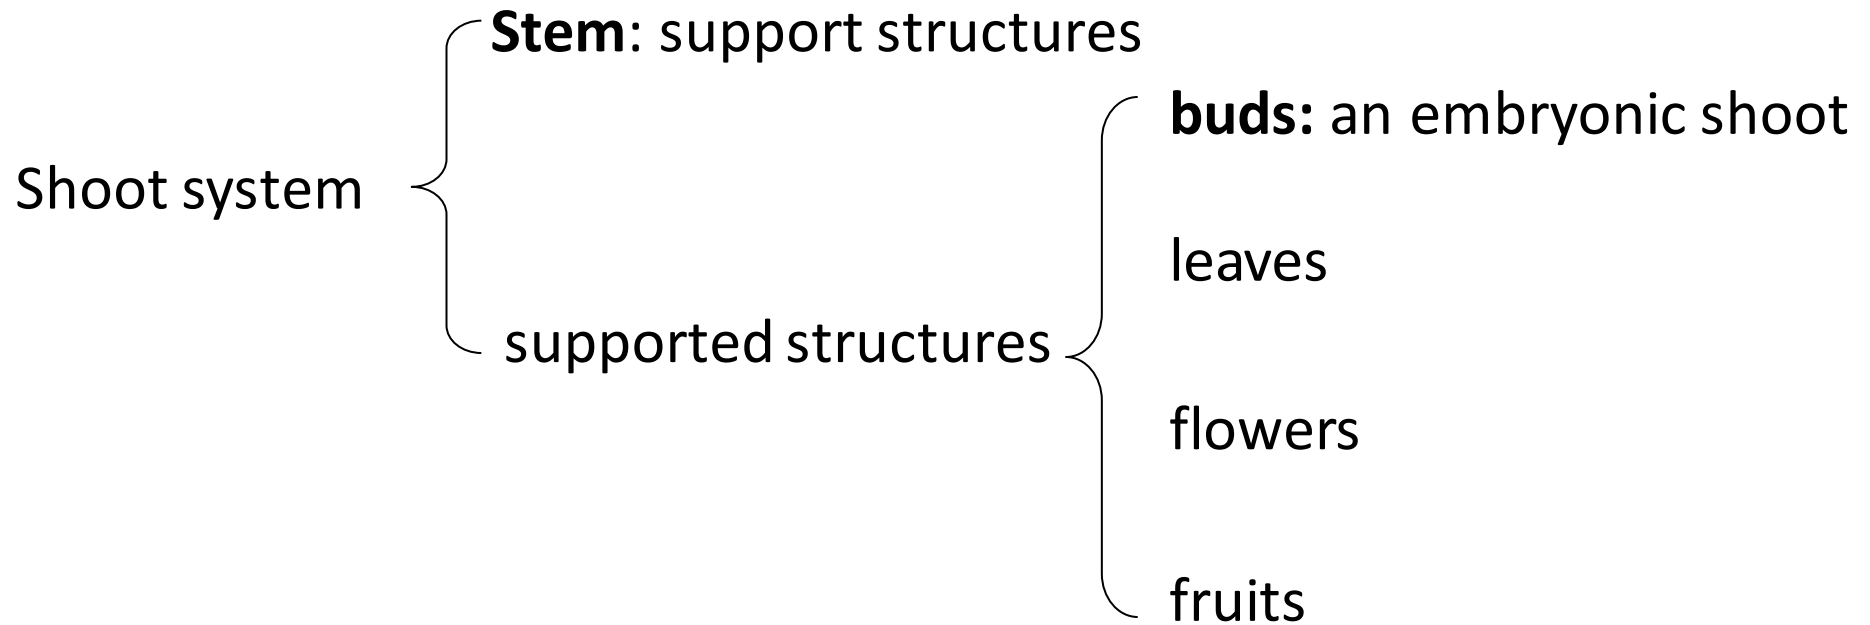 Stem: support structures
buds: an embryonic shoot
Shoot system
leaves
supported structures
flowers
fruits